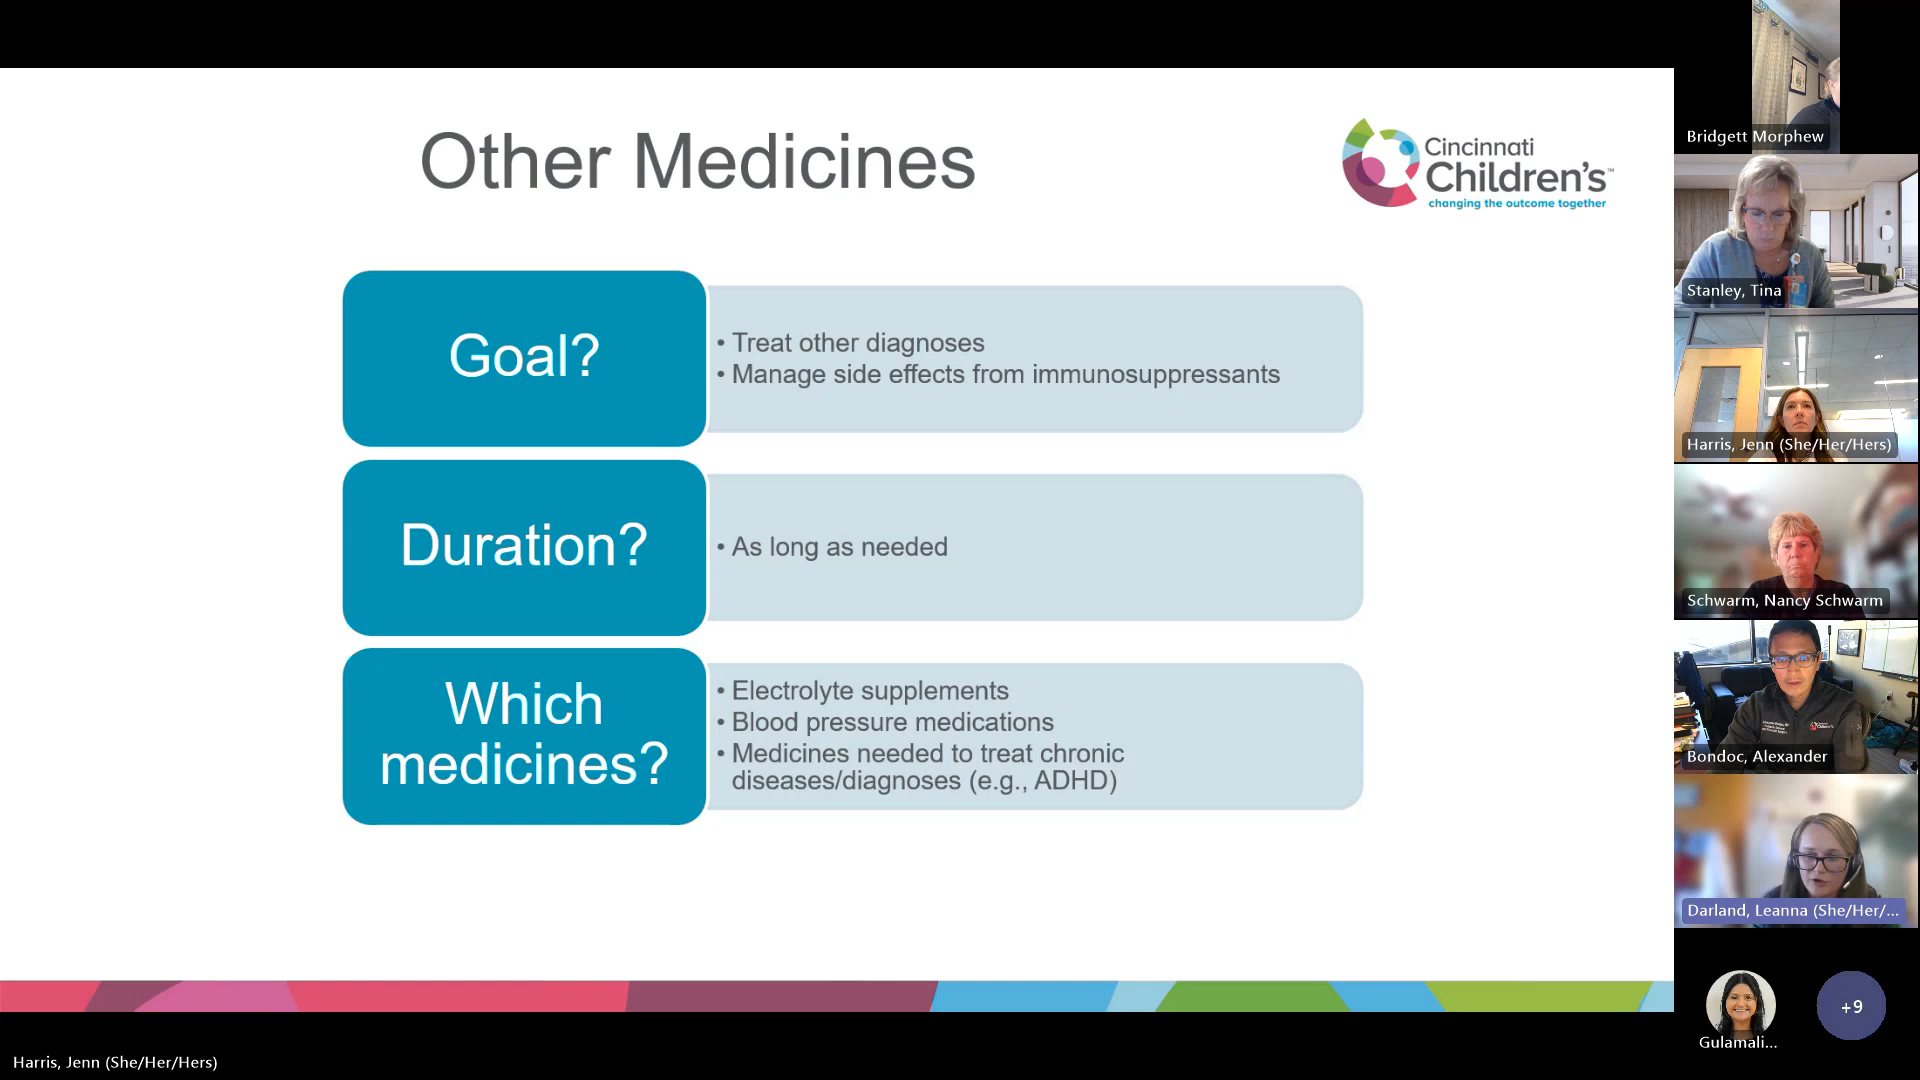 Other Medicines
Cincinnati
Children's™
changing the outcome together
Goal?
• Treat other diagnoses
• Manage side effects from immunosuppressants
Duration?
• As long as needed
Which
medicines?
• Electrolyte supplements
• Blood pressure medications
• Medicines needed to treat chronic
diseases/diagnoses (e.g., ADHD)
Bridgett Morphew
Stanley, Tina
Harris, Jenn (She/Her/Hers)
Schwarm, Nancy Schwarm
Bondoc, Alexander
Darland, Leanna (She/Her/...
Gulamali...
+9
Harris, Jenn (She/Her/Hers)